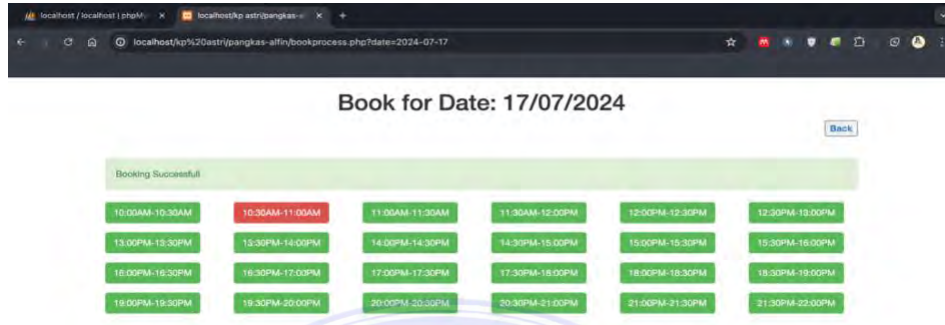 localhost / localhost | phpMy
localhost/kp astri/pangkas-a
localhost/kp%20astri/pangkas-alfin/bookprocess.php?date=2024-07-17
Book for Date: 17/07/2024
Back
Booking Successfull
10:00AM-10:30AM 10:30AM-11:00AM 11:00AM-11:30AM 11:30AM-12:00PM 12:00PM-12:30PM 12:30PM-13:00PM
13:00PM-13:30PM 13:30PM-14:00PM 14:00PM-14:30PM 14:30PM-15:00PM 15:00PM-15:30PM 15:30PM-16:00PM
16:00PM-16:30PM 16:30PM-17:00PM 17:00PM-17:30PM 17:30PM-18:00PM 18:00PM-18:30PM 18:30PM-19:00PM
19:00PM-19:30PM 19:30PM-20:00PM 20:00PM-20:30PM 20:30PM-21:00PM 21:00PM-21:30PM 21:30PM-22:00PM